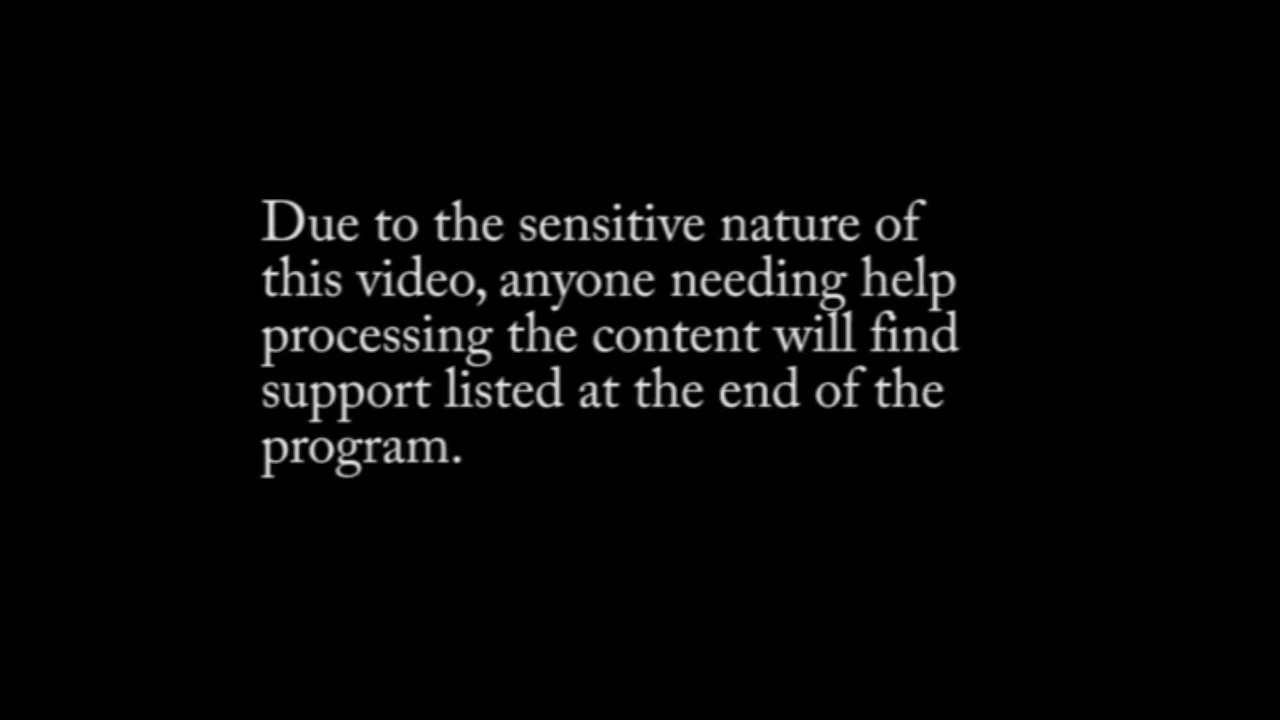 Due to the sensitive nature of
this video, anyone needing help
processing the content will find
support listed at the end of the
program.